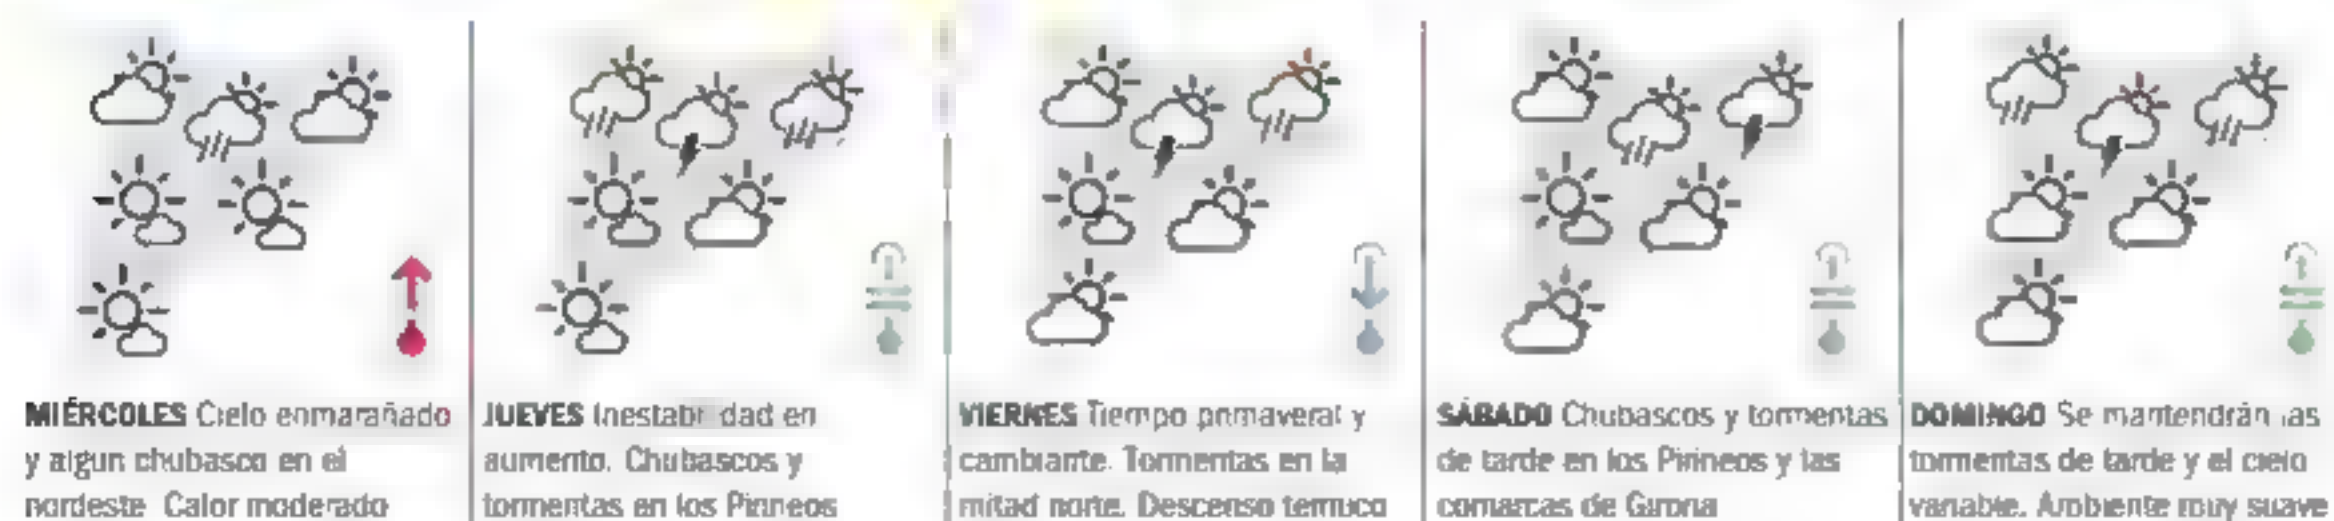 MIÉRCOLES Cielo enmarañado
y algún chubasco en el
nordeste. Calor moderado
JUEVES Inestabilidad en
aumento. Chubascos y
tormentas en los Pirineos
VIERNES Tiempo primaveral y
cambiante. Tormentas en la
mitad norte. Descenso térmico
SÁBADO Chubascos y tormentas
de tarde en los Pirineos y las
comarcas de Girona
DOMINGO Se mantendrán las
tormentas de tarde y el cielo
variable. Ambiente muy suave